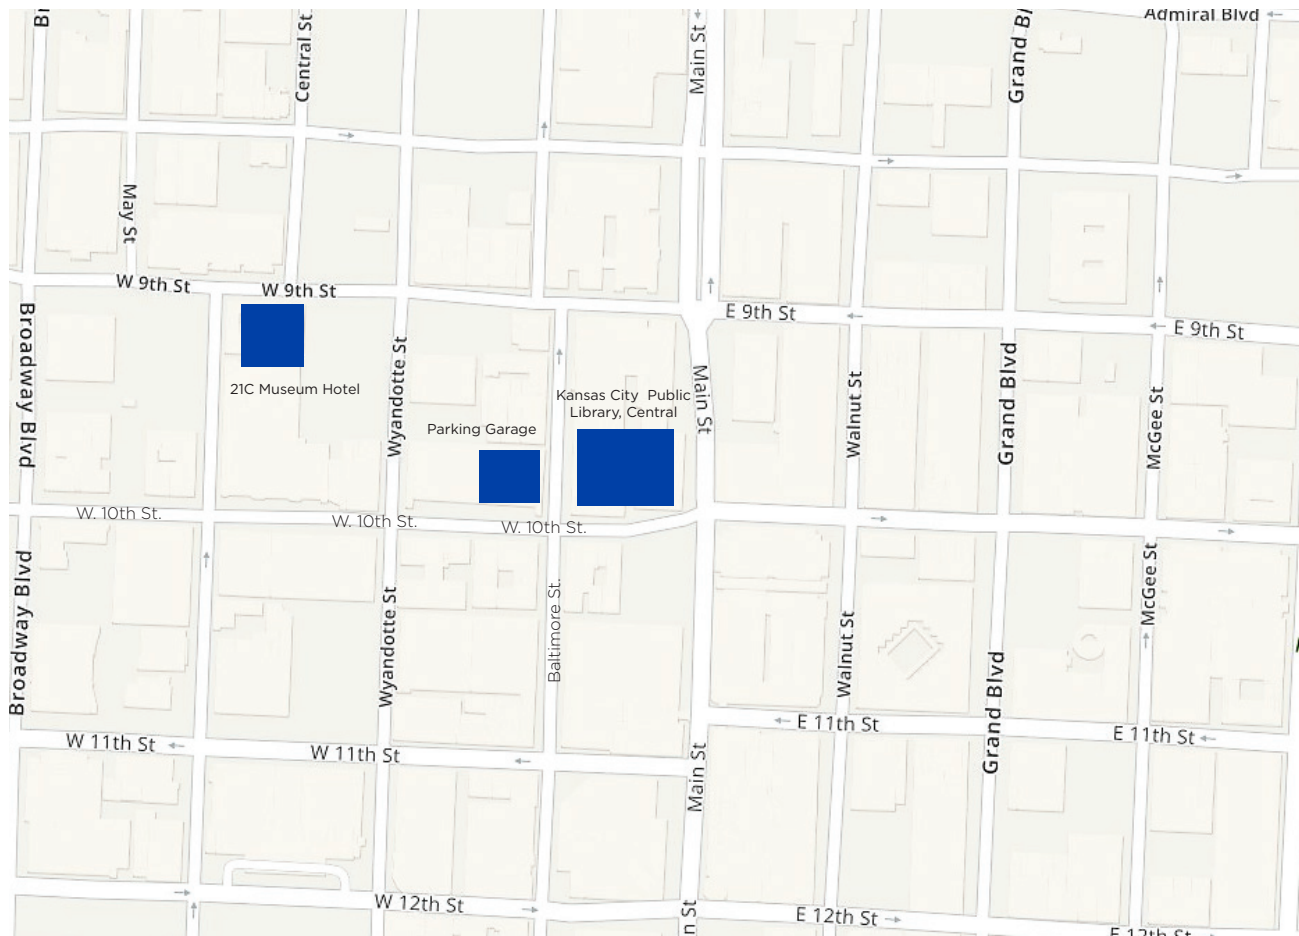 Admiral Blvd
Central St
Main St
Grand Bl
May St
W 9th St
W 9th St
E 9th St
E 9th St
Broadway Blvd
21C Museum Hotel
Wyandotte St
Parking Garage
Kansas City Public
Library, Central
Main St
Walnut St
Grand Blvd
McGee St
W. 10th St.
W. 10th St.
W. 10th St.
Broadway Blvd
Wyandotte St
Baltimore St.
Walnut St
Grand Blvd
McGee St
W 11th St
W 11th St
E 11th St
E 11th St
Main St
W 12th St
n St
E 12th St
E 12th St